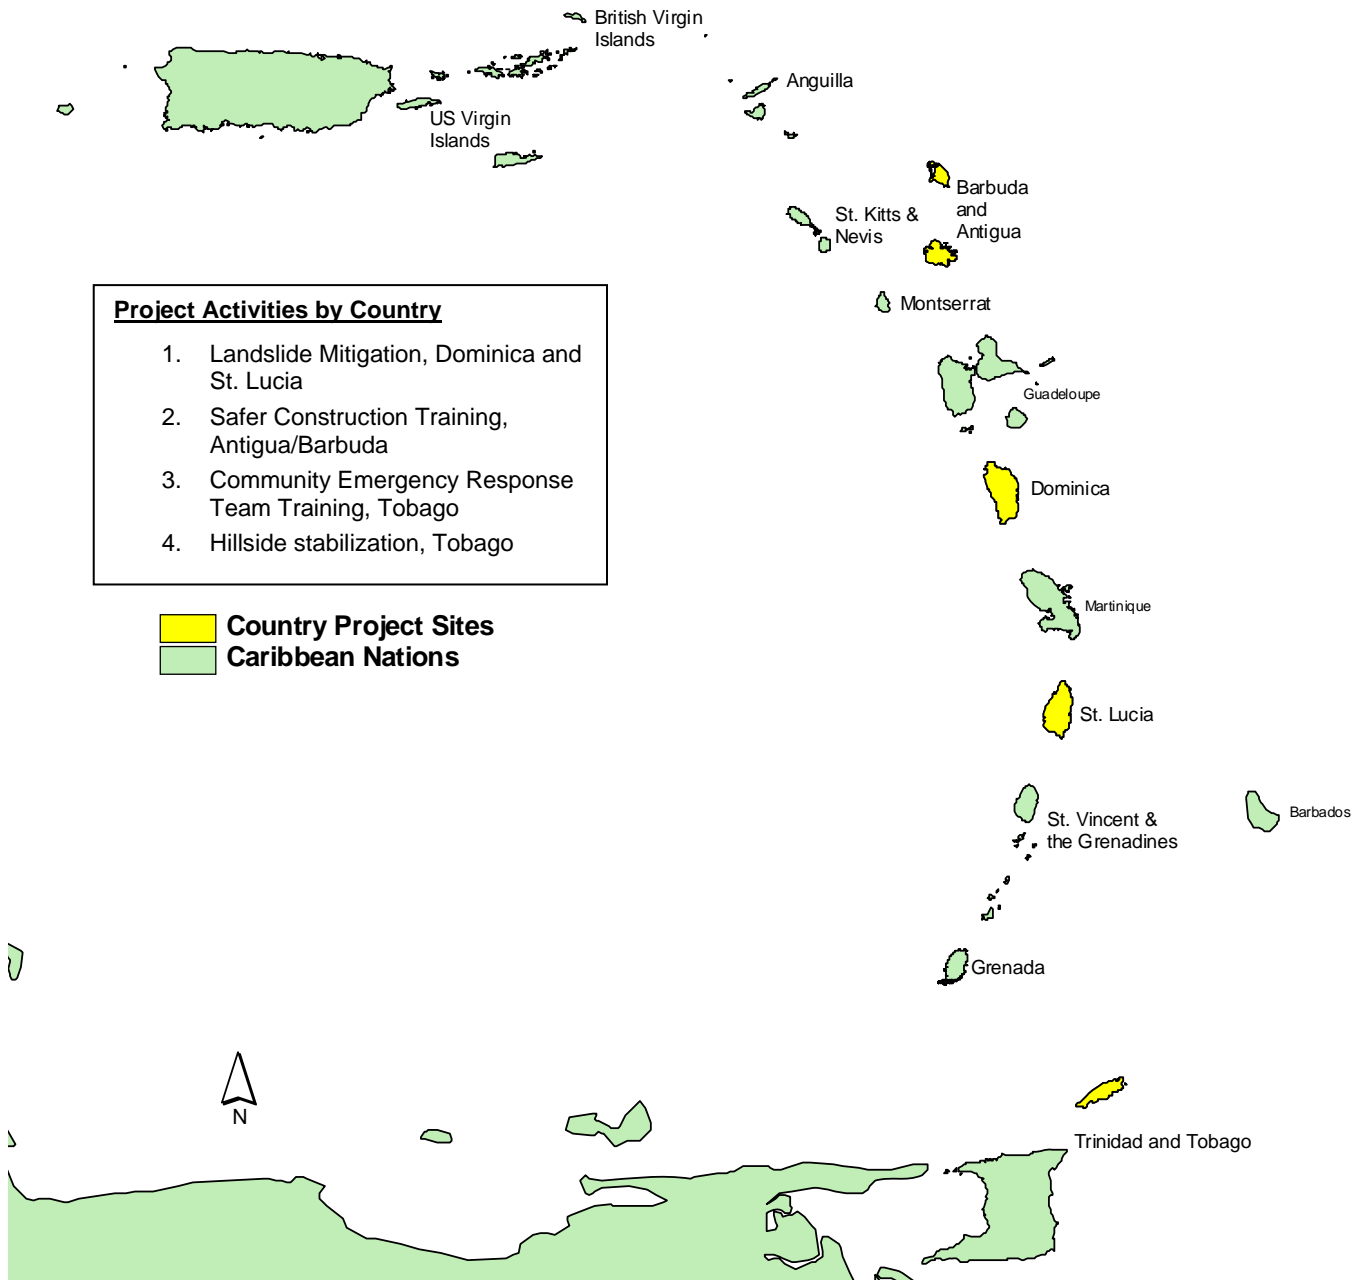 British Virgin
Islands
Anguilla
US Virgin
Islands
Barbuda
and
Antigua
St. Kitts &
Nevis
Montserrat
Project Activities by Country
1. Landslide Mitigation, Dominica and
St. Lucia
2. Safer Construction Training,
Antigua/Barbuda
3. Community Emergency Response
Team Training, Tobago
4. Hillside stabilization, Tobago
Guadeloupe
Dominica
Martinique
Country Project Sites
Caribbean Nations
St. Lucia
St. Vincent &
the Grenadines
Barbados
Grenada
N
Trinidad and Tobago